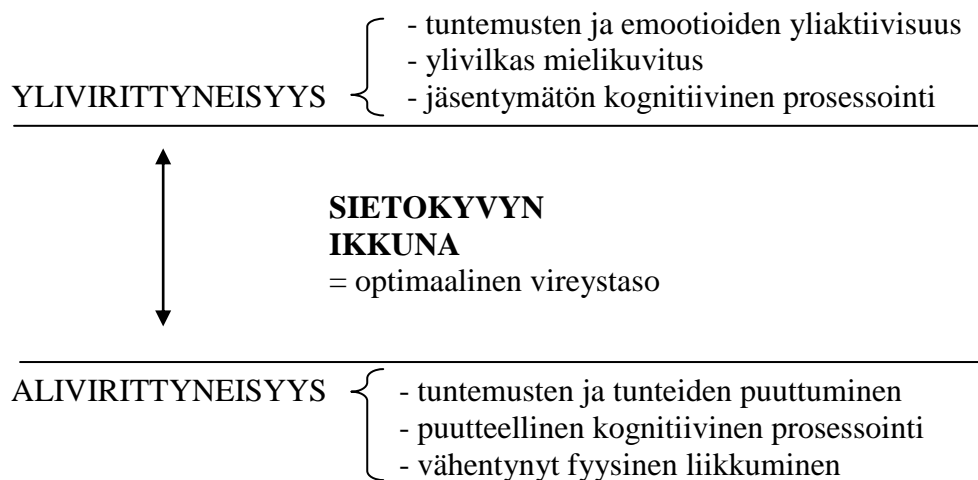 - tuntemusten ja emootioiden yliaktiivisuus
- ylivilkas mielikuvitus
YLIVIRITTYNEISYYS - jäsentymätön kognitiivinen prosessointi
SIETOKYVYN
IKKUNA
= optimaalinen vireystaso
ALIVIRITTYNEISYYS - tuntemusten ja tunteiden puuttuminen
- puutteellinen kognitiivinen prosessointi
- vähentynyt fyysinen liikkuminen